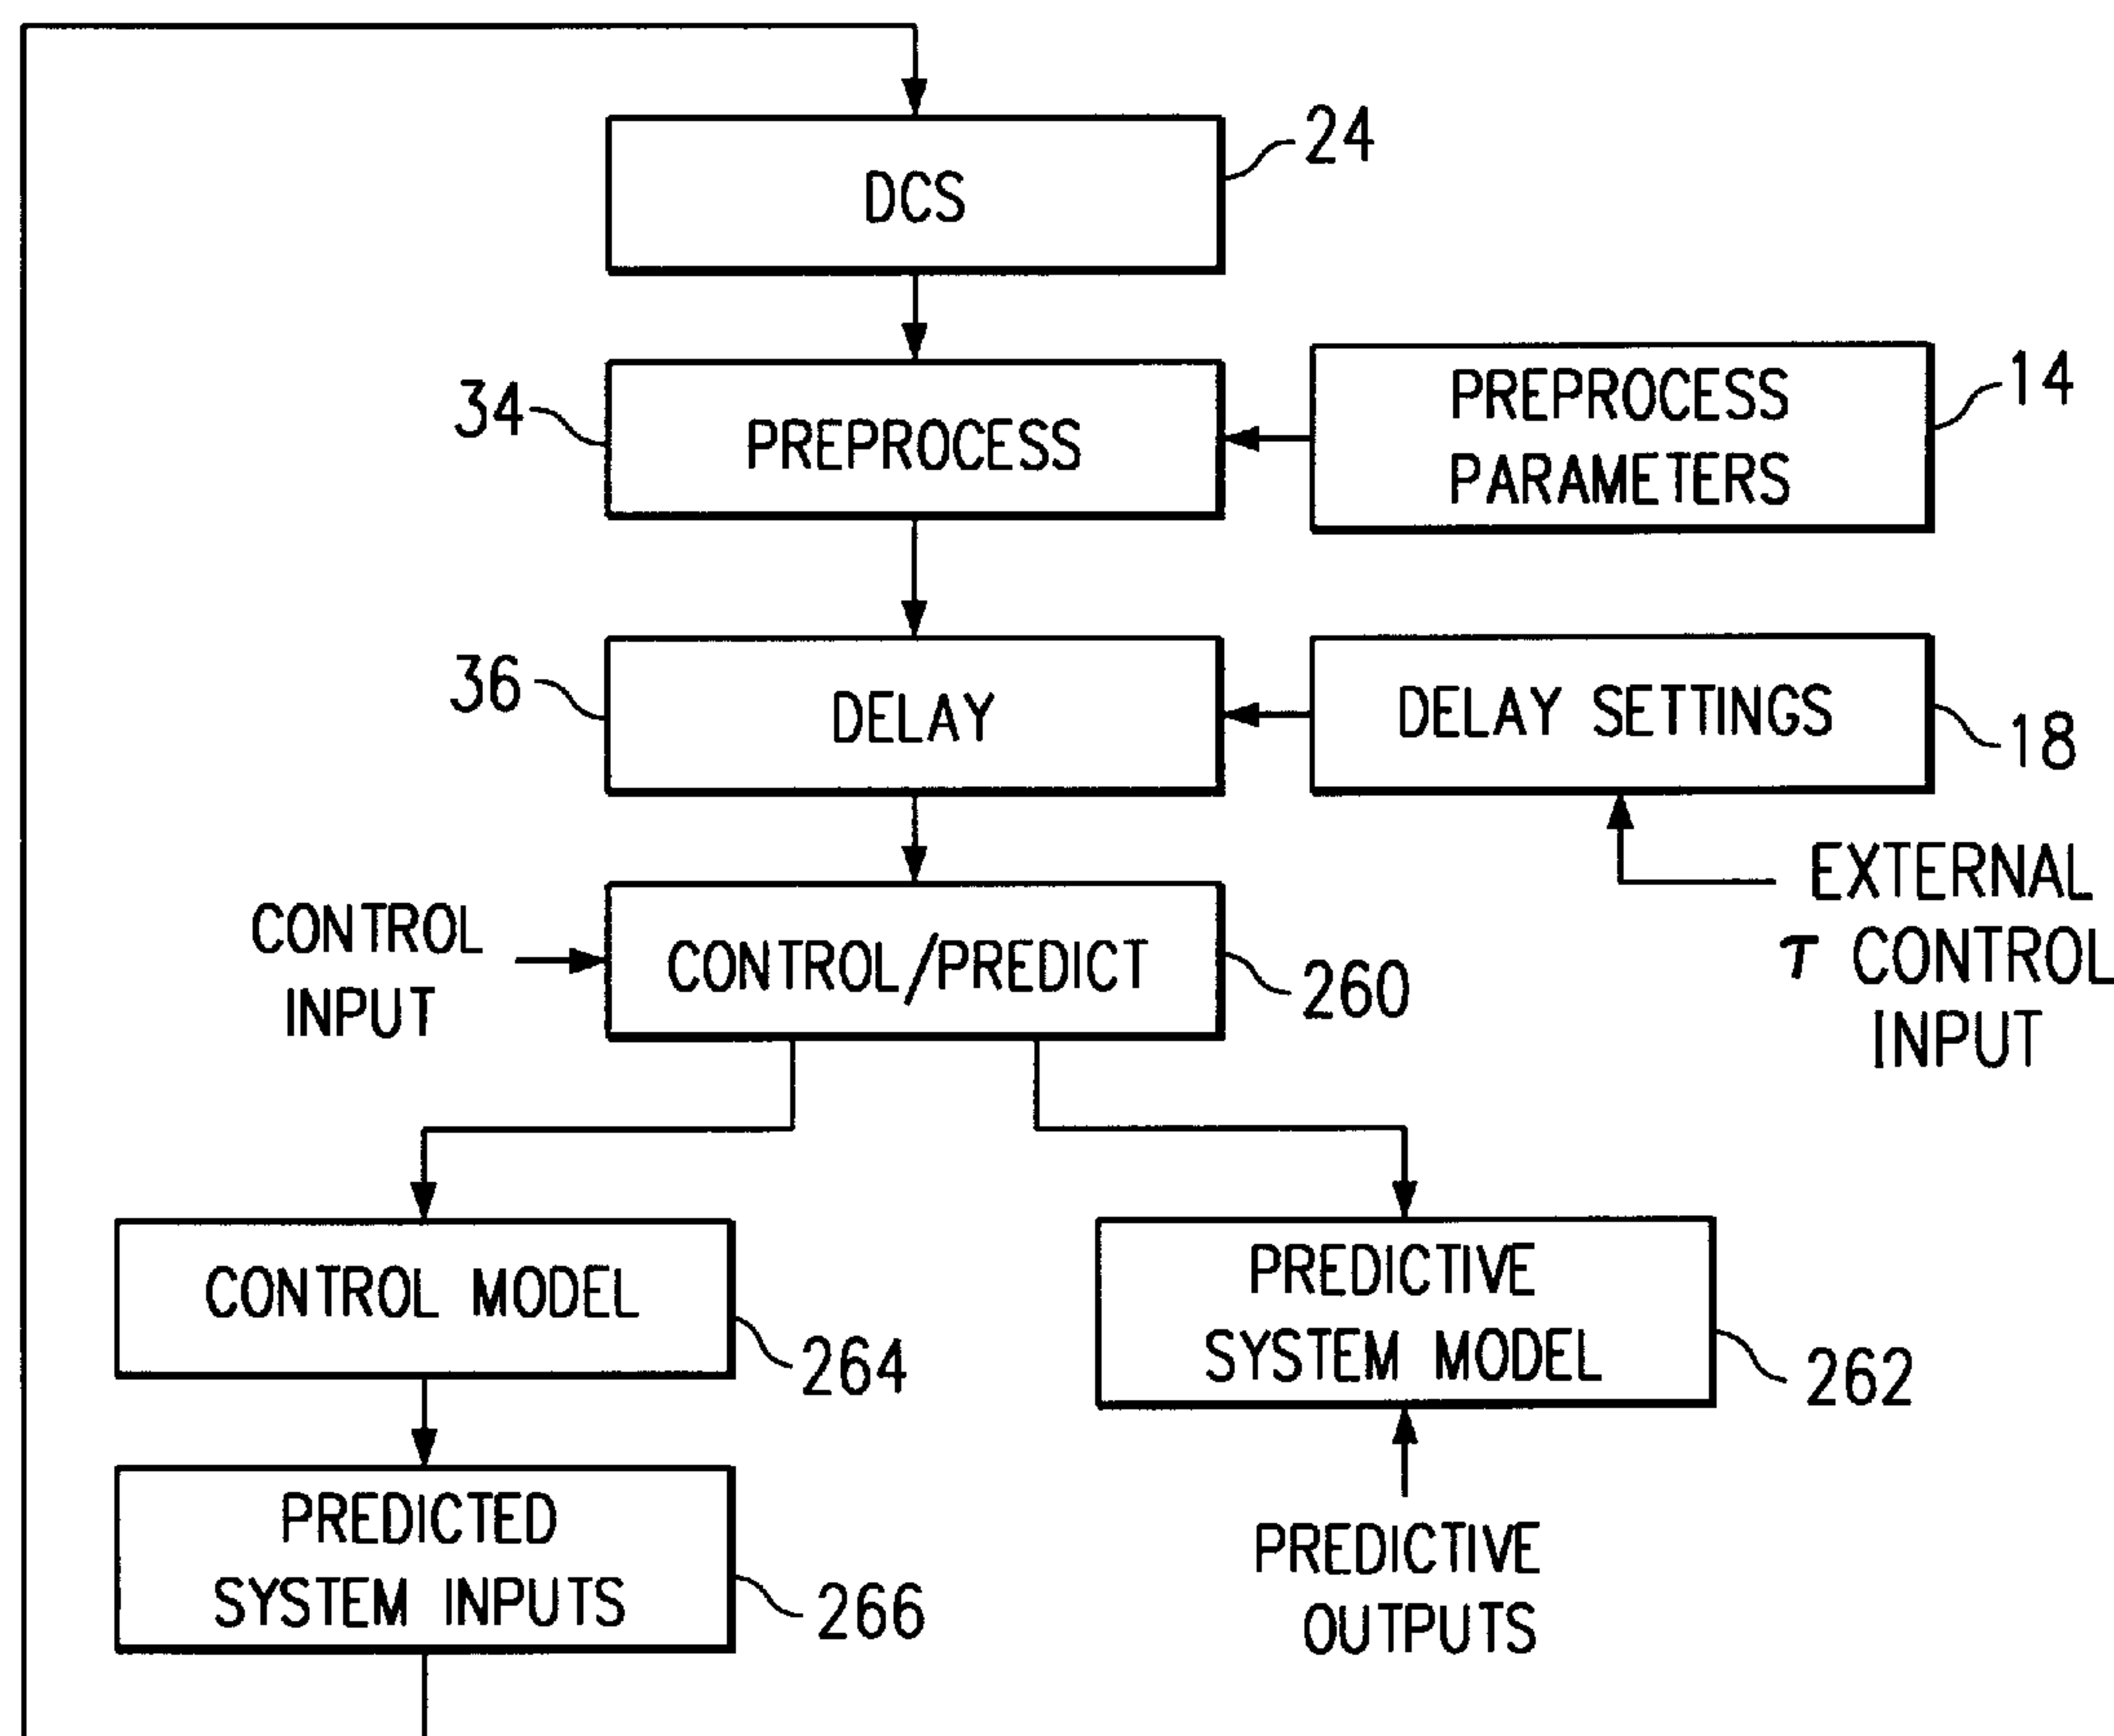 DCS
24
34
PREPROCESS
PREPROCESS
PARAMETERS
14
36
DELAY
DELAY SETTINGS
18
EXTERNAL
τ CONTROL
INPUT
CONTROL
INPUT
CONTROL/PREDICT
260
CONTROL MODEL
264
PREDICTIVE
SYSTEM MODEL
262
PREDICTED
SYSTEM INPUTS
266
PREDICTIVE
OUTPUTS